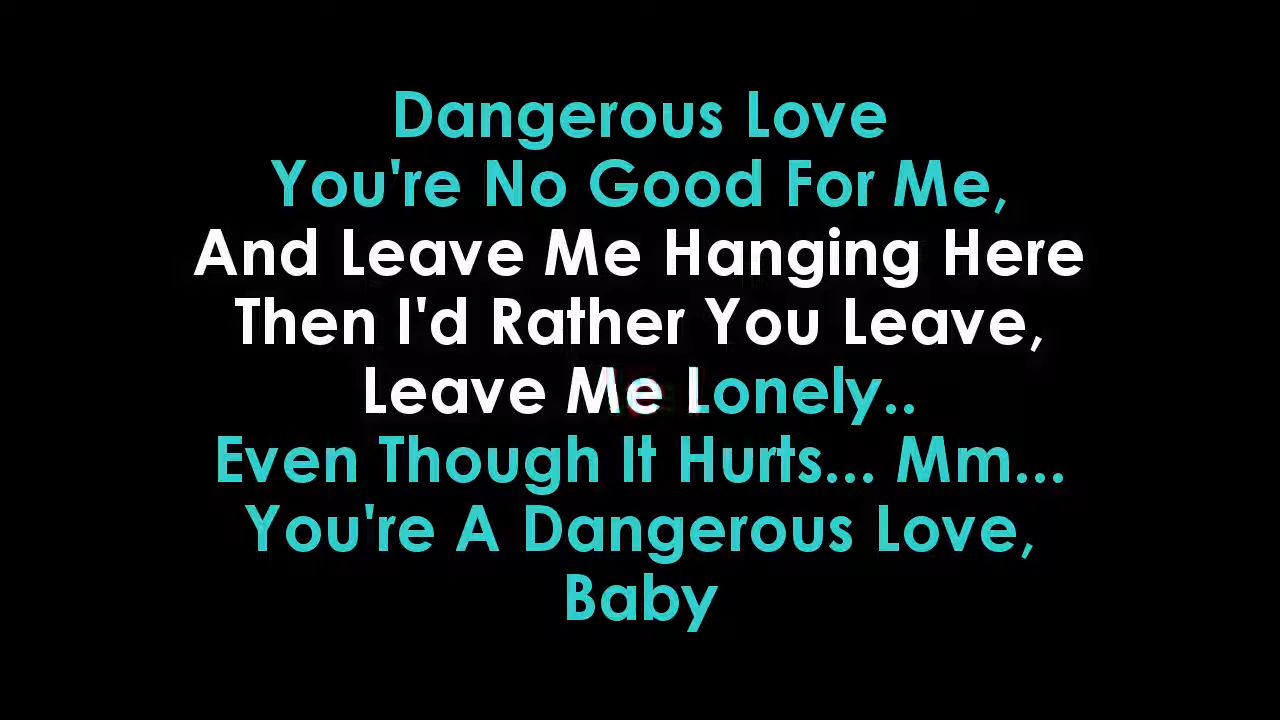 Dangerous Love
You're No Good For Me,
And Leave Me Hanging Here
Then I'd Rather You Leave,
Leave Me Lonely..
Even Though It Hurts... Mm...
You're A Dangerous Love,
Baby